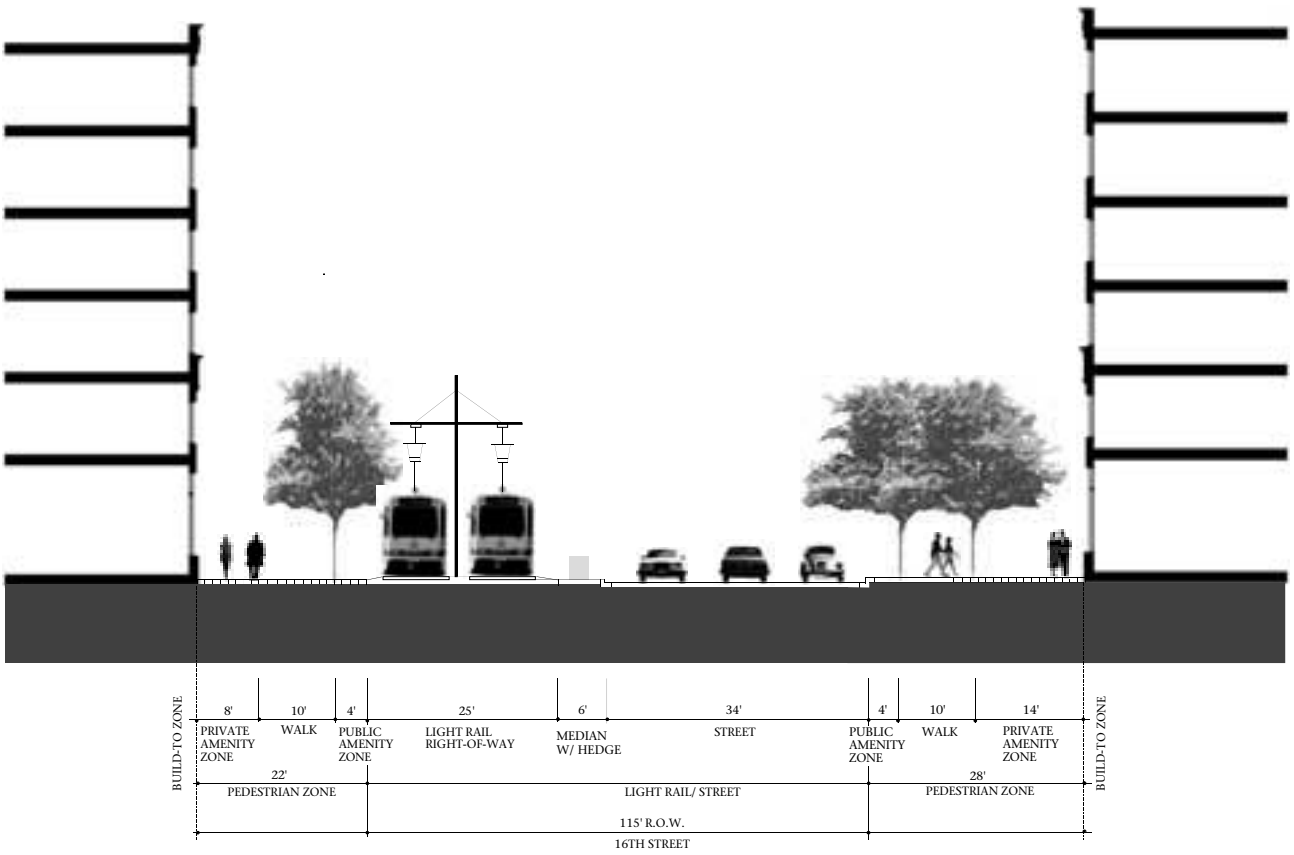 8' 10' 4' 25' 6' 34' 4' 10' 14'
PRIVATE
AMENITY
ZONE
WALK
PUBLIC
AMENITY
ZONE
LIGHT RAIL
RIGHT-OF-WAY
MEDIAN
W/ HEDGE
STREET
PUBLIC
AMENITY
ZONE
WALK
PRIVATE
AMENITY
ZONE
BUILD-TO ZONE
BUILD-TO ZONE
22'
PEDESTRIAN ZONE
LIGHT RAIL/ STREET
28'
PEDESTRIAN ZONE
115' R.O.W.
16TH STREET